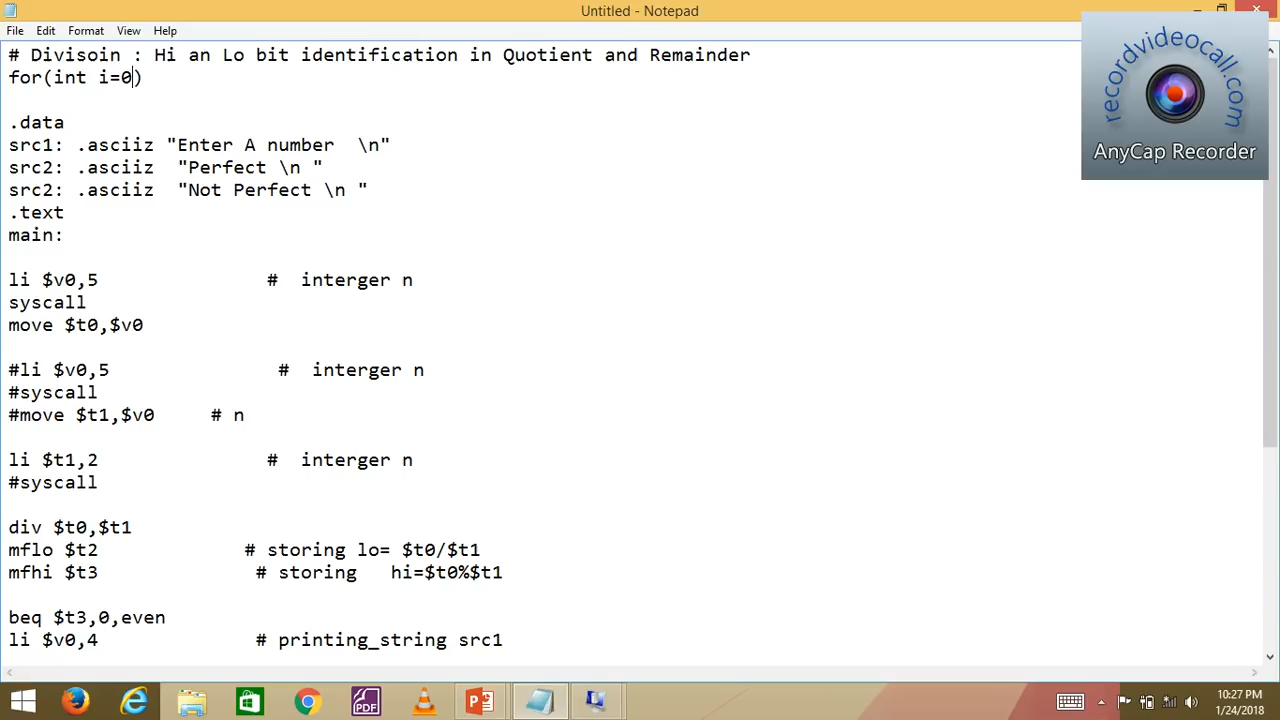 Untitled - Notepad
File Edit Format View Help
# Divisoin : Hi an Lo bit identification in Quotient and Remainder
for(int i=0)
.data
src1: .asciiz "Enter A number  \n"
src2: .asciiz  "Perfect \n "
src2: .asciiz  "Not Perfect \n "
.text
main:
li $v0,5               #  interger n
syscall
move $t0,$v0
#li $v0,5               #  interger n
#syscall
#move $t1,$v0     # n
li $t1,2               #  interger n
#syscall
div $t0,$t1
mflo $t2             # storing lo= $t0/$t1
mfhi $t3              # storing   hi=$t0%$t1
beq $t3,0,even
li $v0,4              # printing_string src1
recordvideocall.com
AnyCap Recorder
PDF
10:27 PM
1/24/2018